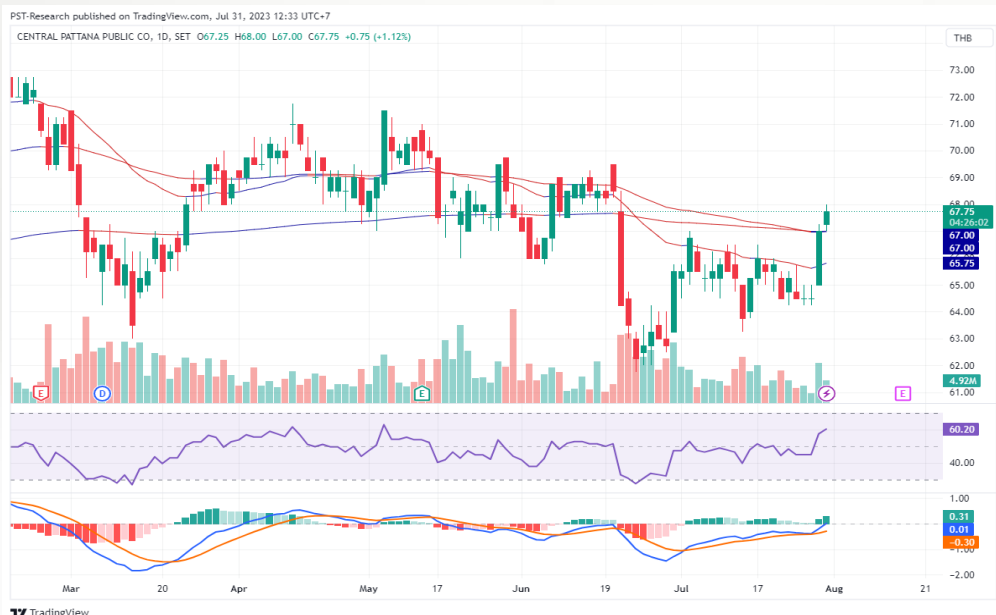 PST-Research published on TradingView.com, Jul 31, 2023 12:33 UTC+7
CENTRAL PATTANA PUBLIC CO, 1D, SET O67.25 H68.00 L67.00 C67.75 +0.75 (+1.12%)
THB
73.00
72.00
71.00
70.00
69.00
68.00
67.75
04:26:02
67.00
67.00
65.75
65.00
64.00
63.00
62.00
4.92M
61.00
E
D
E
E
60.20
40.00
1.00
0.31
0.01
-0.30
-1.00
-2.00
Mar 20 Apr May 17 Jun 19 Jul 17 Aug 21
TradingView